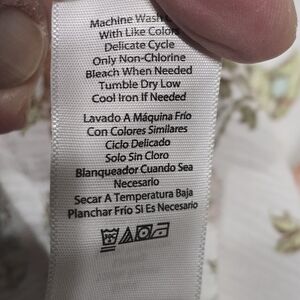 Machine Wash
With Like Colors
Delicate Cycle
Only Non-Chlorine
Bleach When Needed
Tumble Dry Low
Cool Iron If Needed
Lavado A Máquina Frío
Con Colores Similares
Ciclo Delicado
Solo Sin Cloro
Blanqueador Cuando Sea
Necesario
Secar A Temperatura Baja
Planchar Frío Si Es Necesario